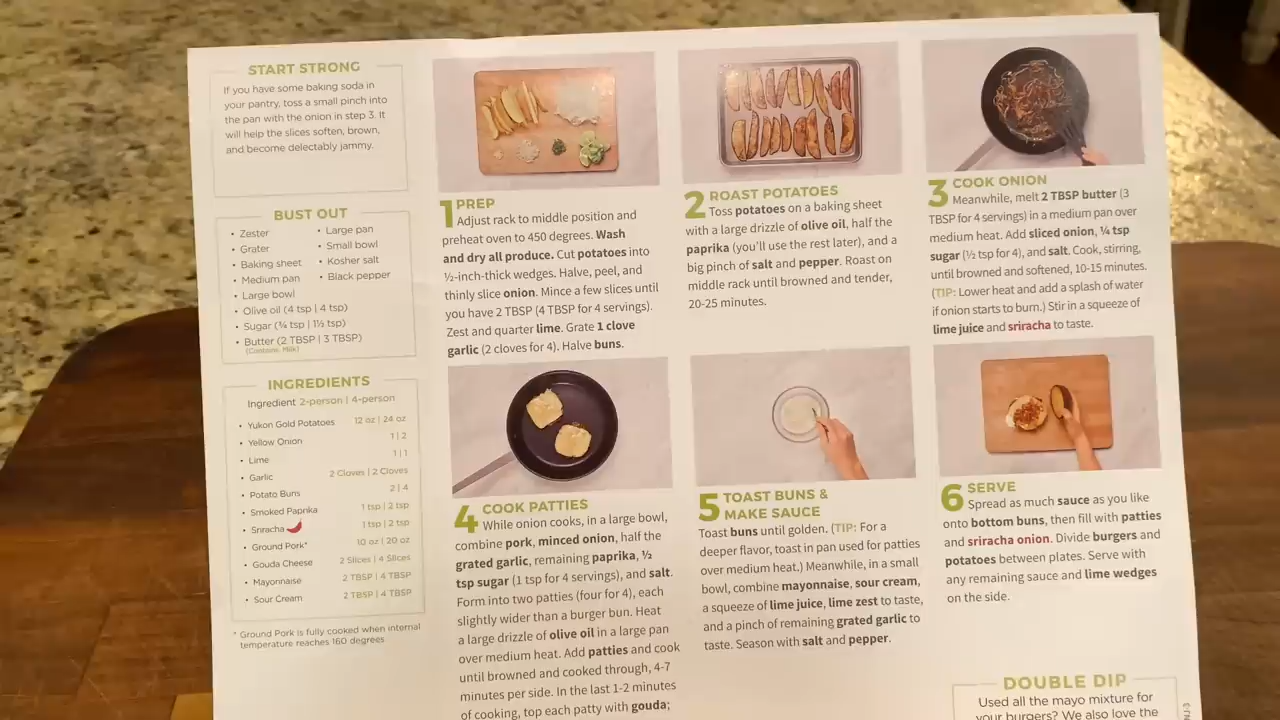 START STRONG
If you have some baking soda in
your pantry, toss a small pinch into
the pan with the onion in step 3. It
will help the slices soften, brown,
and become delectably jammy.
BUST OUT
• Zester
• Grater
• Baking sheet
• Medium pan
• Large bowl
• Large pan
• Small bowl
• Kosher salt
• Black pepper
• Olive oil (4 tsp | 4 tsp)
• Sugar (¾ tsp | 1½ tsp)
• Butter (2 TBSP | 3 TBSP)
(Contains: Milk)
INGREDIENTS
Ingredient 2-person | 4-person
• Yukon Gold Potatoes 12 oz | 24 oz
• Yellow Onion 1 | 2
• Lime 1 | 1
• Garlic 2 Cloves | 2 Cloves
• Potato Buns 2 | 4
• Smoked Paprika 1 tsp | 2 tsp
• Sriracha 1 tsp | 2 tsp
• Ground Pork* 10 oz | 20 oz
• Gouda Cheese 2 Slices | 4 Slices
• Mayonnaise 2 TBSP | 4 TBSP
• Sour Cream 2 TBSP | 4 TBSP
* Ground Pork is fully cooked when internal
temperature reaches 160 degrees
1 PREP
Adjust rack to middle position and
preheat oven to 450 degrees. Wash
and dry all produce. Cut potatoes into
½-inch-thick wedges. Halve, peel, and
thinly slice onion. Mince a few slices until
you have 2 TBSP (4 TBSP for 4 servings).
Zest and quarter lime. Grate 1 clove
garlic (2 cloves for 4). Halve buns.
2 ROAST POTATOES
Toss potatoes on a baking sheet
with a large drizzle of olive oil, half the
paprika (you'll use the rest later), and a
big pinch of salt and pepper. Roast on
middle rack until browned and tender,
20-25 minutes.
3 COOK ONION
Meanwhile, melt 2 TBSP butter (3
TBSP for 4 servings) in a medium pan over
medium heat. Add sliced onion, ¼ tsp
sugar (½ tsp for 4), and salt. Cook, stirring,
until browned and softened, 10-15 minutes.
(TIP: Lower heat and add a splash of water
if onion starts to burn.) Stir in a squeeze of
lime juice and sriracha to taste.
4 COOK PATTIES
While onion cooks, in a large bowl,
combine pork, minced onion, half the
grated garlic, remaining paprika, ½
tsp sugar (1 tsp for 4 servings), and salt.
Form into two patties (four for 4), each
slightly wider than a burger bun. Heat
a large drizzle of olive oil in a large pan
over medium heat. Add patties and cook
until browned and cooked through, 4-7
minutes per side. In the last 1-2 minutes
of cooking, top each patty with gouda;
5 TOAST BUNS &
MAKE SAUCE
Toast buns until golden. (TIP: For a
deeper flavor, toast in pan used for patties
over medium heat.) Meanwhile, in a small
bowl, combine mayonnaise, sour cream,
a squeeze of lime juice, lime zest to taste,
and a pinch of remaining grated garlic to
taste. Season with salt and pepper.
6 SERVE
Spread as much sauce as you like
onto bottom buns, then fill with patties
and sriracha onion. Divide burgers and
potatoes between plates. Serve with
any remaining sauce and lime wedges
on the side.
DOUBLE DIP
Used all the mayo mixture for
your burgers? We also love the